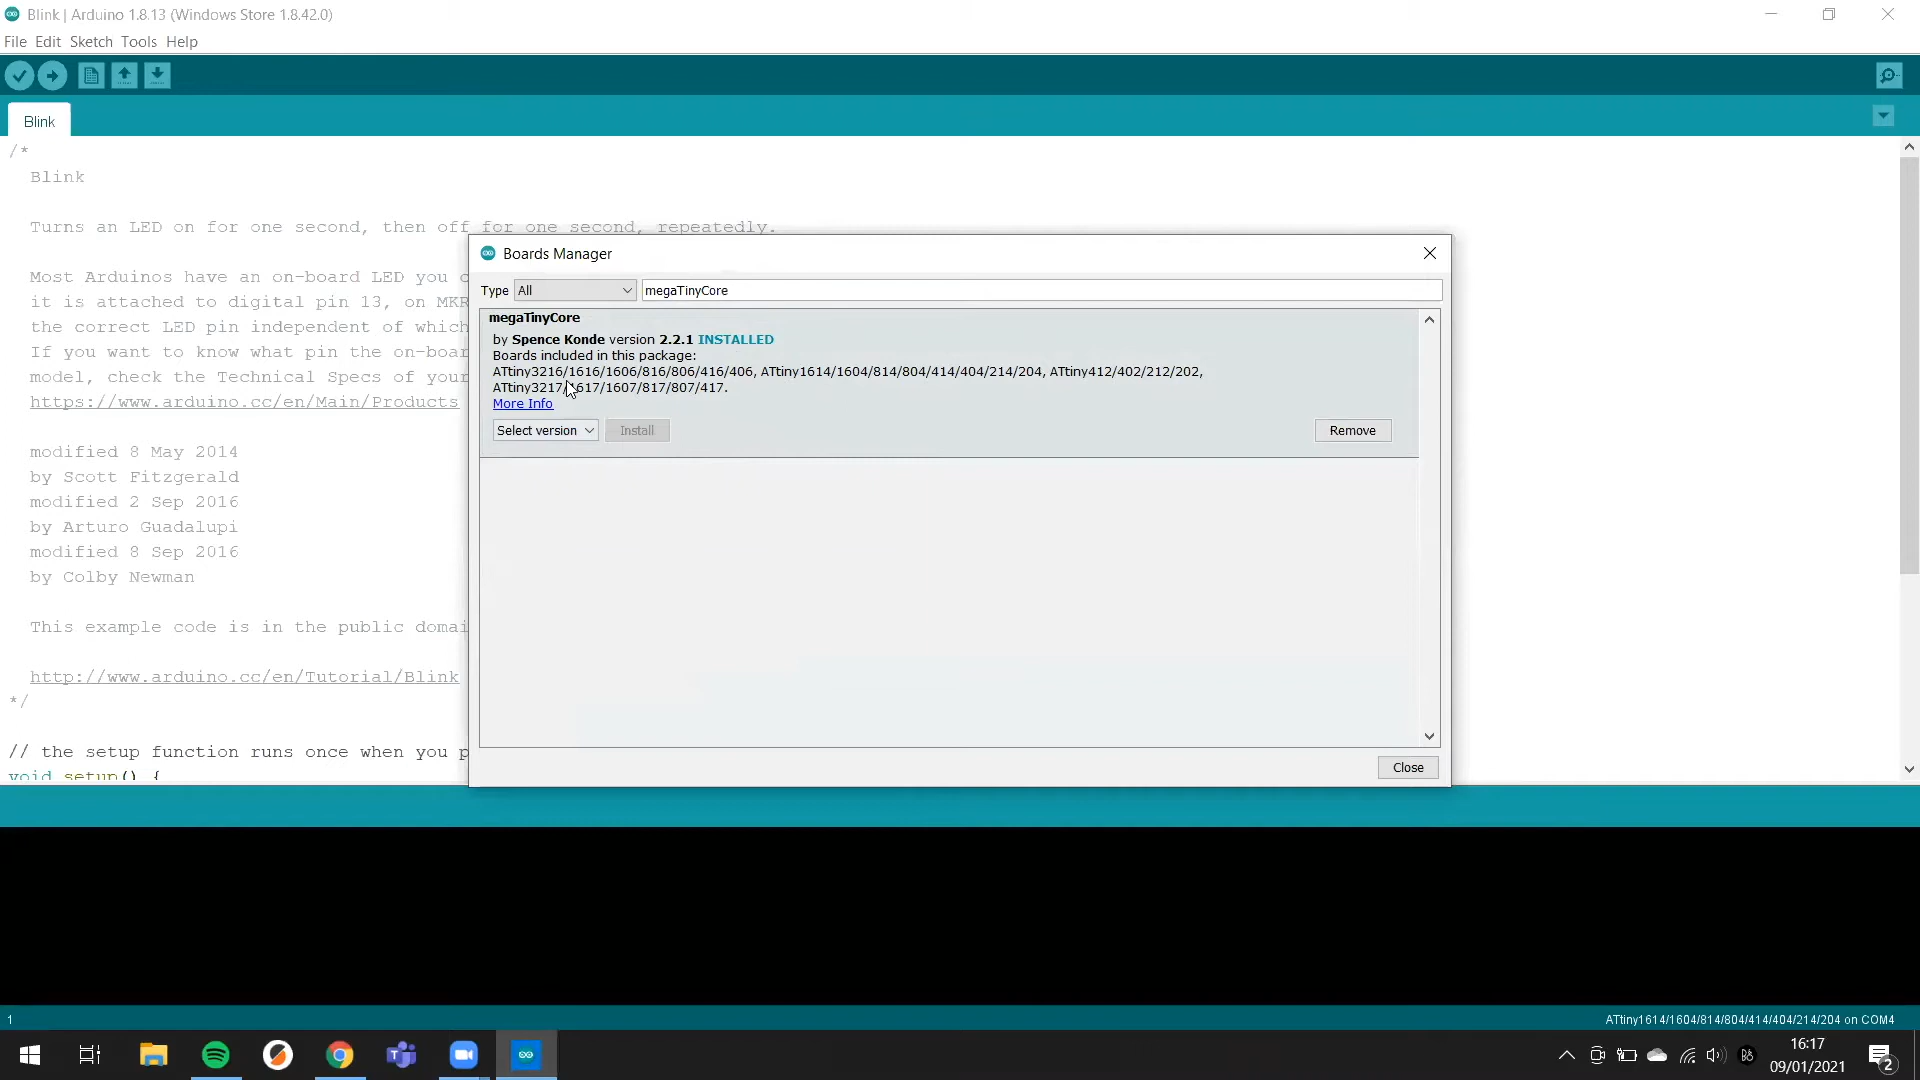 Blink | Arduino 1.8.13 (Windows Store 1.8.42.0)
File Edit Sketch Tools Help
Blink
/*
Blink
Turns an LED on for one second, then off for one second, repeatedly.
Most Arduinos have an on-board LED you c
it is attached to digital pin 13, on MKR
the correct LED pin independent of which
If you want to know what pin the on-boar
model, check the Technical Specs of your
https://www.arduino.cc/en/Main/Products
modified 8 May 2014
by Scott Fitzgerald
modified 2 Sep 2016
by Arturo Guadalupi
modified 8 Sep 2016
by Colby Newman
This example code is in the public domai
http://www.arduino.cc/en/Tutorial/Blink
*/
// the setup function runs once when you p
void setup() {
Boards Manager
Type All megaTinyCore
megaTinyCore
by Spence Konde version 2.2.1 INSTALLED
Boards included in this package:
ATtiny3216/1616/1606/816/806/416/406, ATtiny1614/1604/814/804/414/404/214/204, ATtiny412/402/212/202,
ATtiny3217/1617/1607/817/807/417.
More Info
Select version Install Remove
Close
1 ATtiny1614/1604/814/804/414/404/214/204 on COM4
16:17
09/01/2021
2